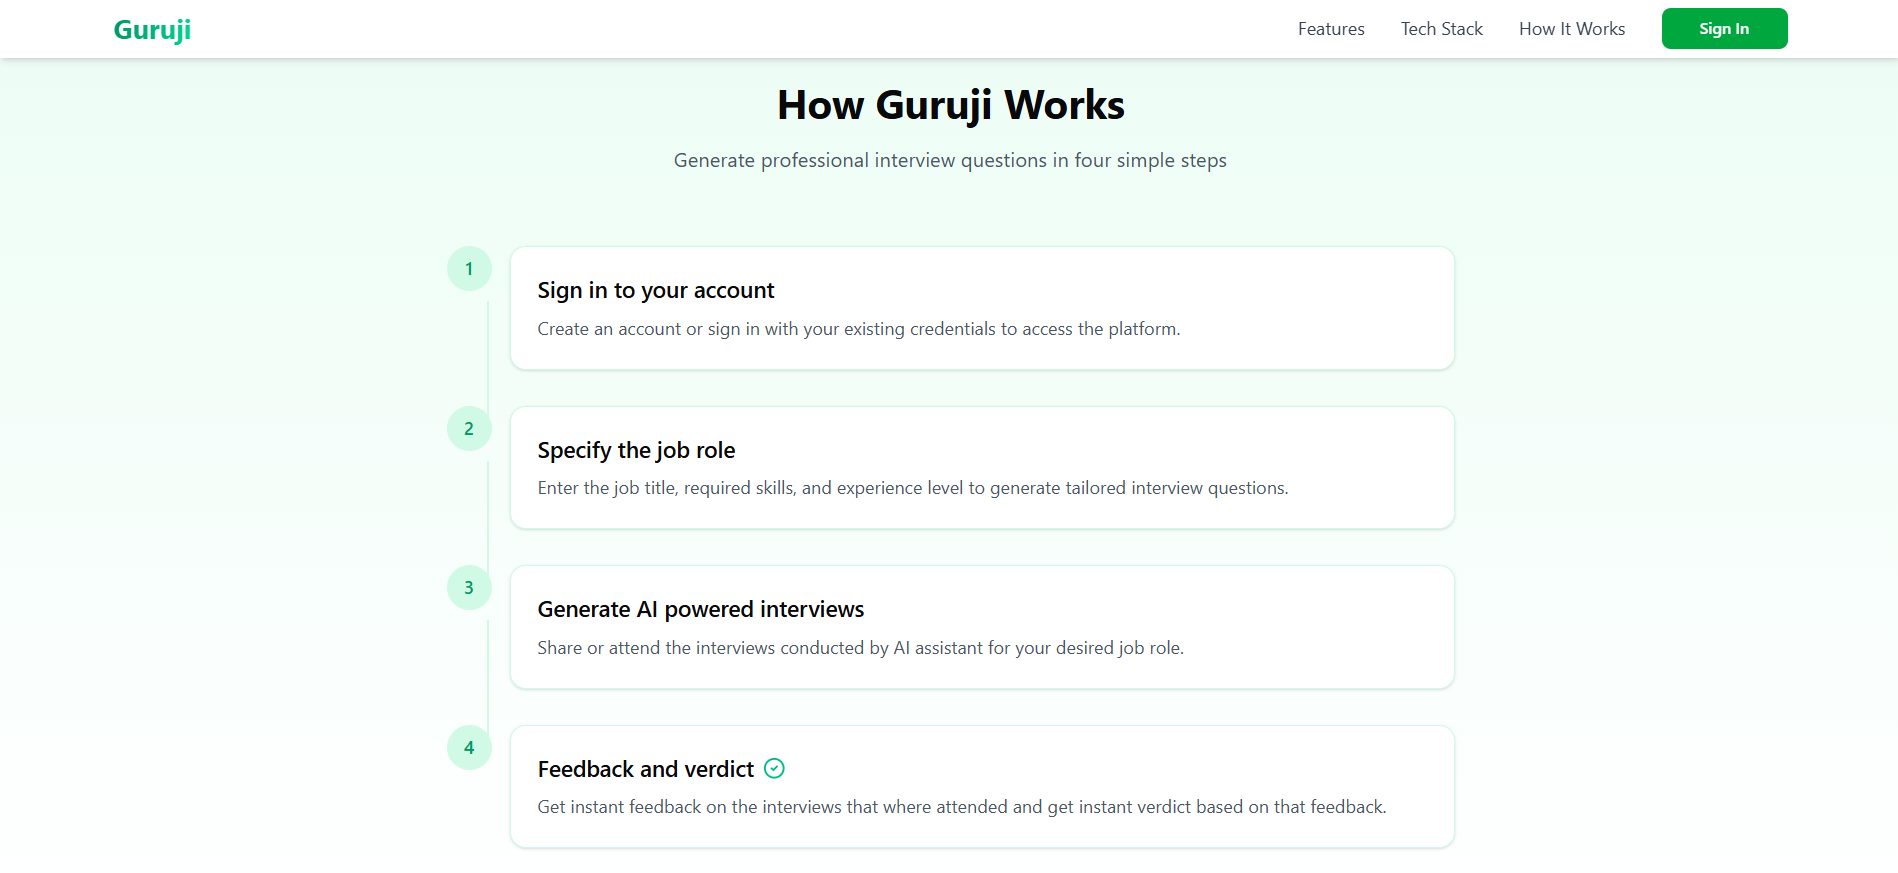 Guruji
Features
Tech Stack
How It Works
Sign In
How Guruji Works
Generate professional interview questions in four simple steps
1
Sign in to your account
Create an account or sign in with your existing credentials to access the platform.
2
Specify the job role
Enter the job title, required skills, and experience level to generate tailored interview questions.
3
Generate AI powered interviews
Share or attend the interviews conducted by AI assistant for your desired job role.
4
Feedback and verdict
Get instant feedback on the interviews that where attended and get instant verdict based on that feedback.